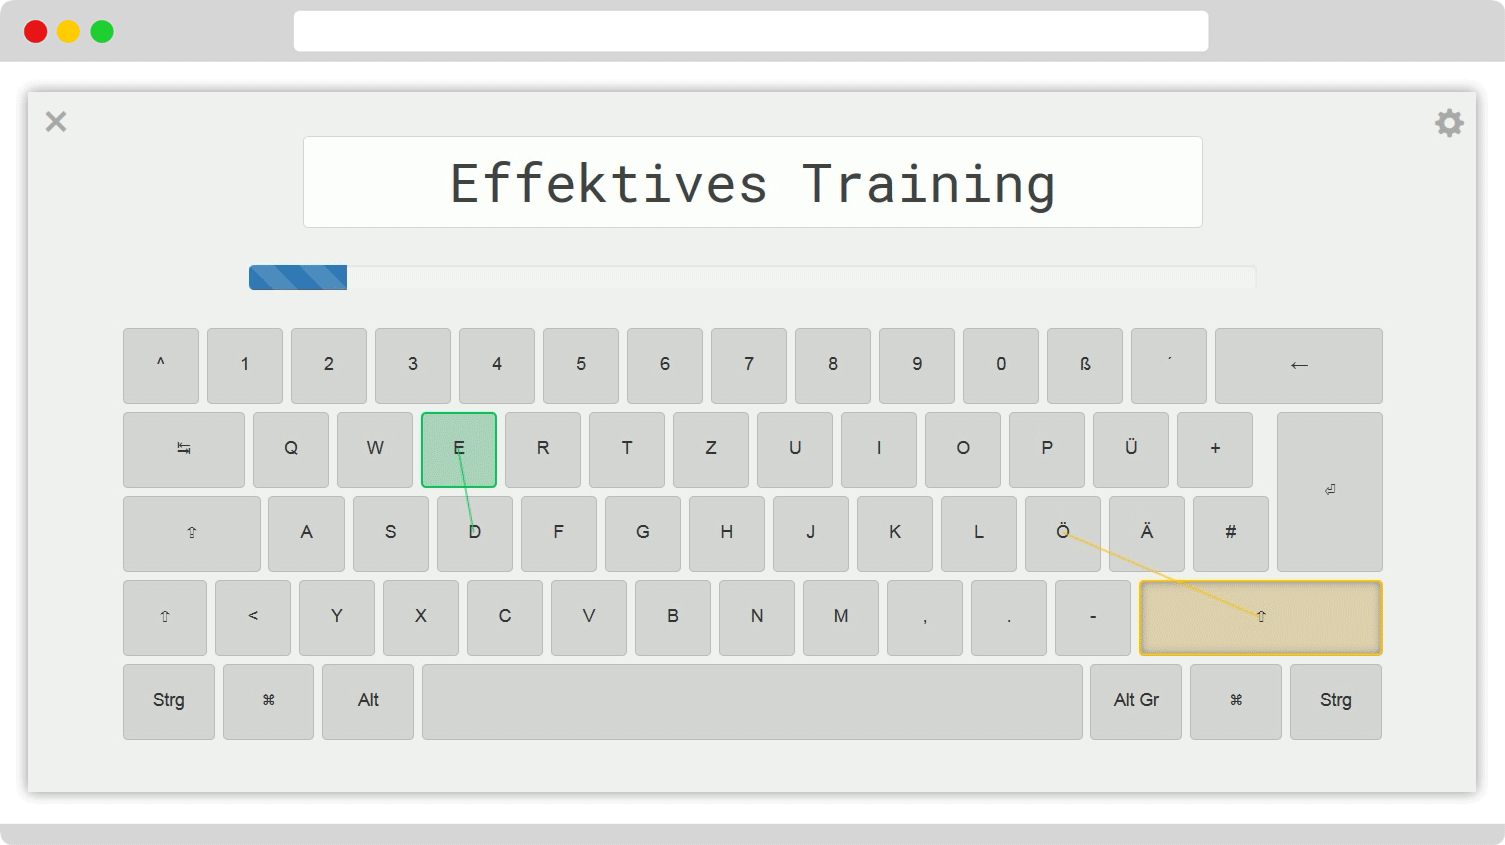 Effektives Training
^ 1 2 3 4 5 6 7 8 9 0 ß ´ ←
↹ Q W E R T Z U I O P Ü + ⏎
⇪ A S D F G H J K L Ö Ä #
⇧ < Y X C V B N M , . - ⇧
Strg ⌘ Alt Alt Gr ⌘ Strg